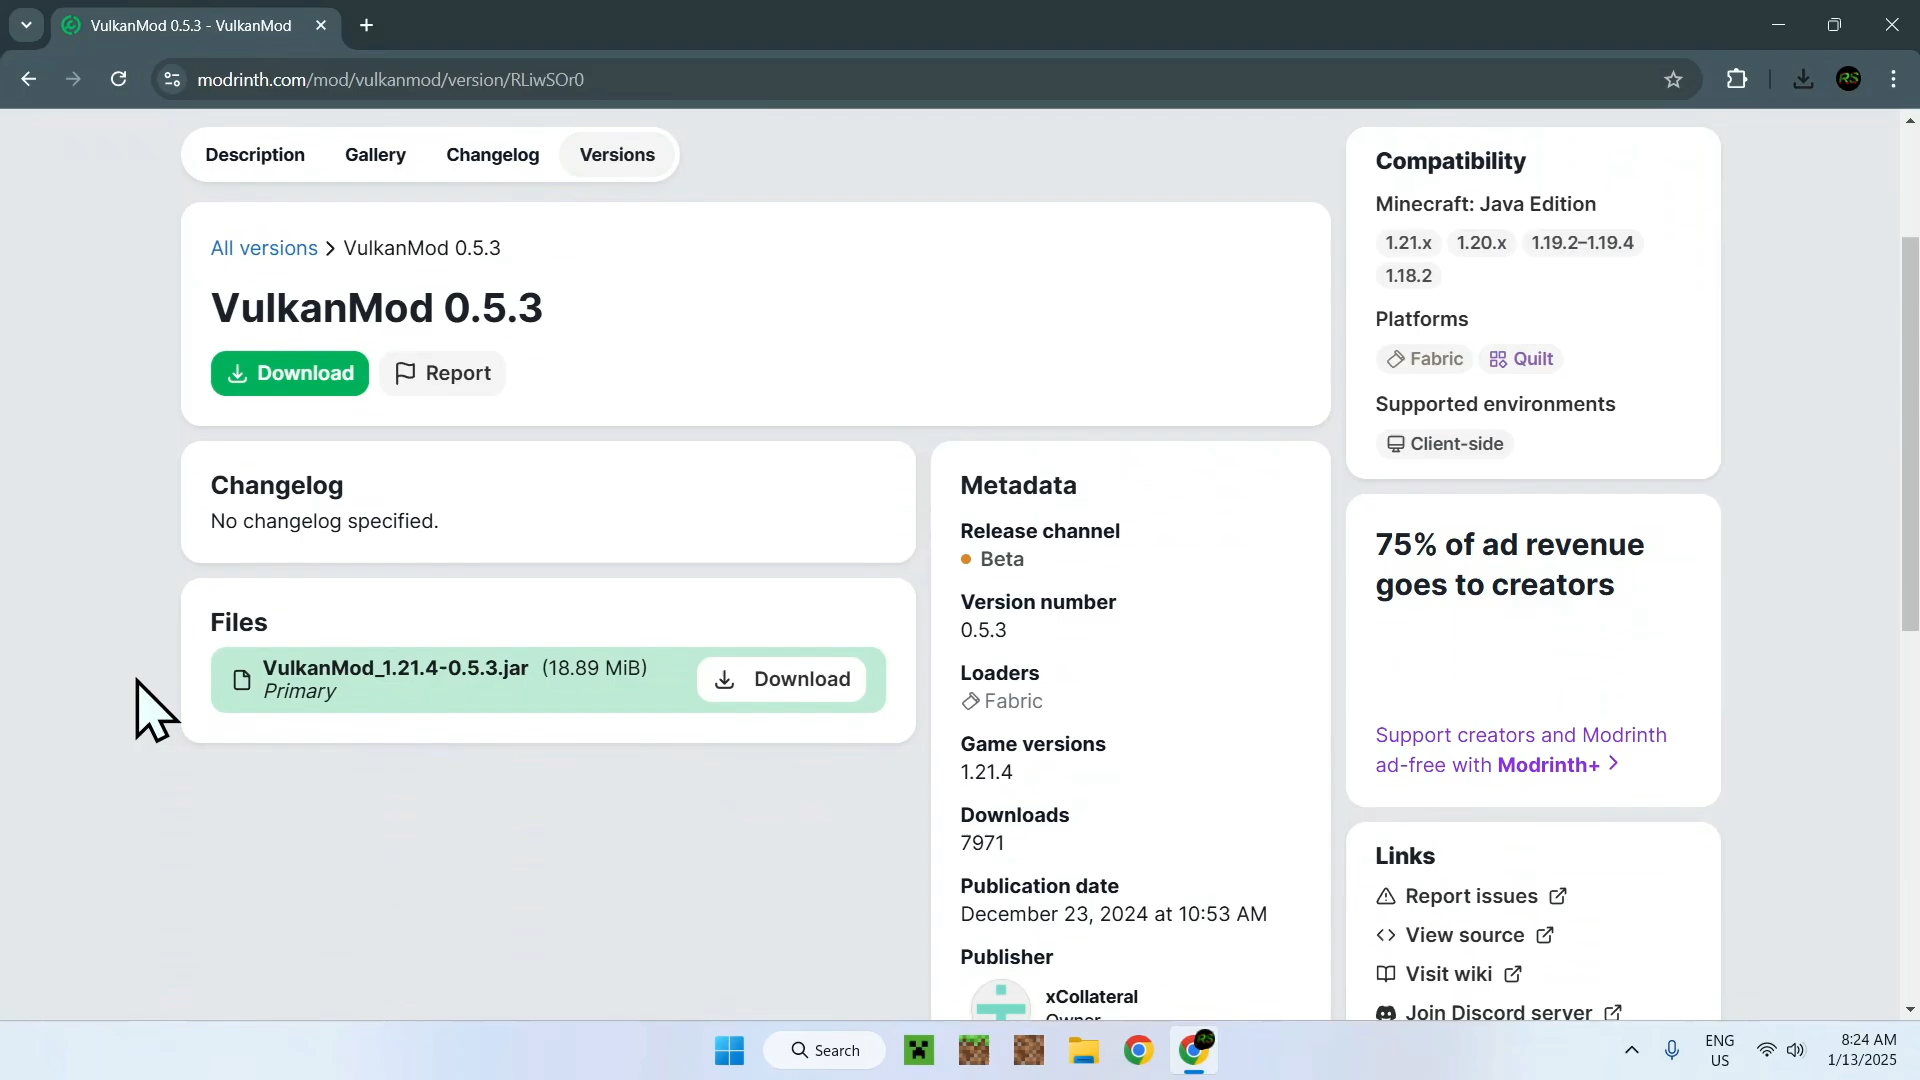 VulkanMod 0.5.3 - VulkanMod
modrinth.com/mod/vulkanmod/version/RLiwSOr0
RS
Description Gallery Changelog Versions
All versions > VulkanMod 0.5.3
VulkanMod 0.5.3
Download Report
Changelog
No changelog specified.
Files
VulkanMod_1.21.4-0.5.3.jar (18.89 MiB)
Primary
Download
Metadata
Release channel
Beta
Version number
0.5.3
Loaders
Fabric
Game versions
1.21.4
Downloads
7971
Publication date
December 23, 2024 at 10:53 AM
Publisher
xCollateral
Owner
Compatibility
Minecraft: Java Edition
1.21.x 1.20.x 1.19.2–1.19.4
1.18.2
Platforms
Fabric Quilt
Supported environments
Client-side
75% of ad revenue
goes to creators
Support creators and Modrinth
ad-free with Modrinth+ >
Links
Report issues
View source
Visit wiki
Join Discord server
Search
RS
ENG
US
8:24 AM
1/13/2025